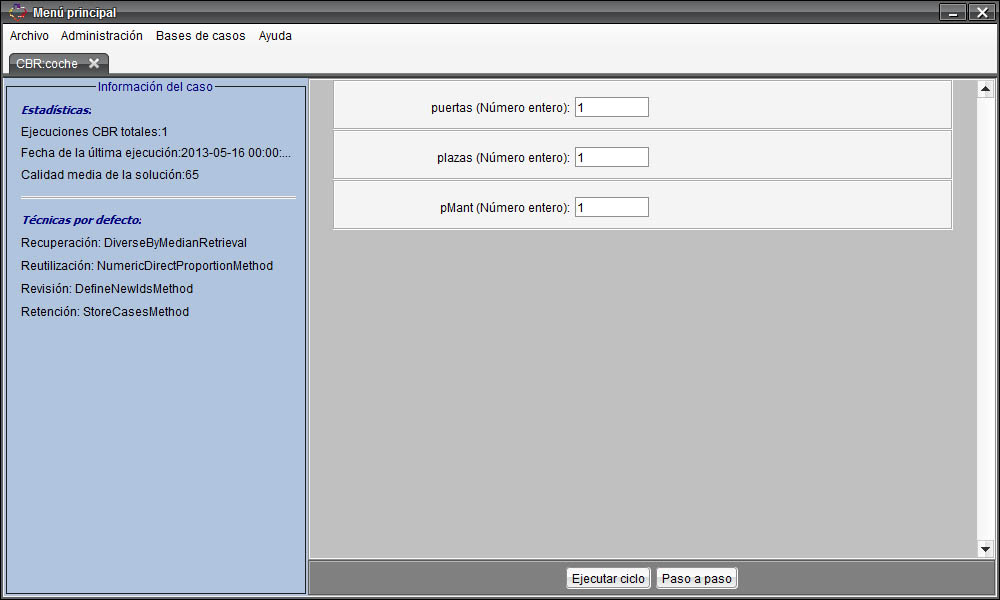 Menú principal
Archivo Administración Bases de casos Ayuda
CBR:coche
Información del caso
Estadísticas:
Ejecuciones CBR totales:1
Fecha de la última ejecución:2013-05-16 00:00:...
Calidad media de la solución:65
Técnicas por defecto:
Recuperación: DiverseByMedianRetrieval
Reutilización: NumericDirectProportionMethod
Revisión: DefineNewIdsMethod
Retención: StoreCasesMethod
puertas (Número entero): 1
plazas (Número entero): 1
pMant (Número entero): 1
Ejecutar ciclo Paso a paso